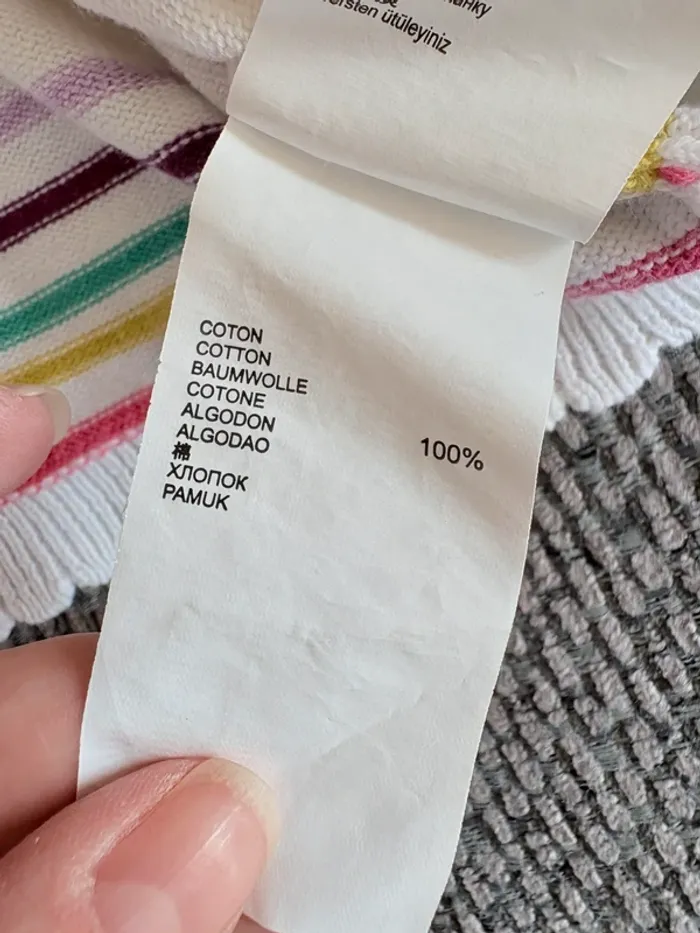 ütüleyiniz
COTON
COTTON
BAUMWOLLE
COTONE
ALGODON
ALGODAO
棉
ХЛОПОК
PAMUK
100%